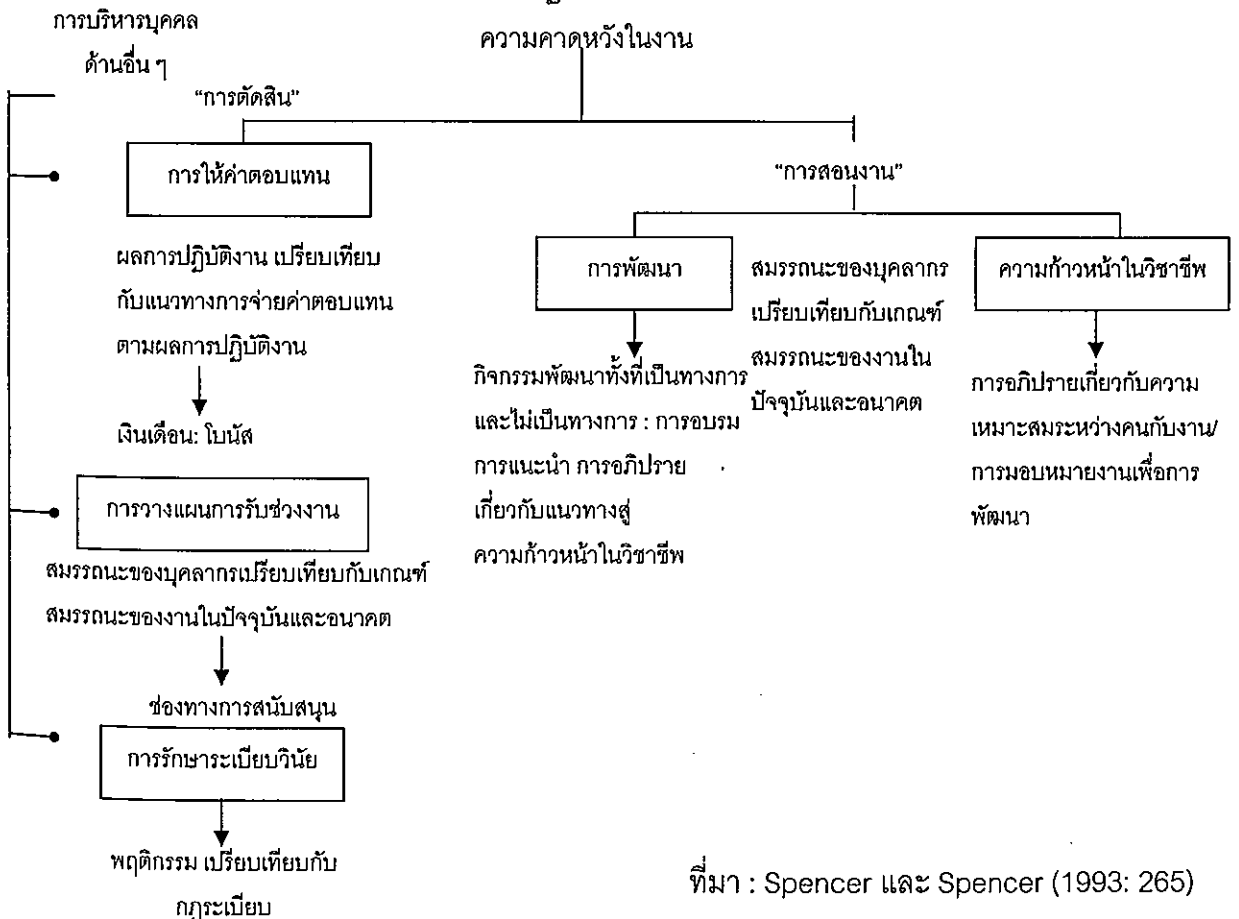 การบริหารบุคคล
ด้านอื่น ๆ
ความคาดหวังในงาน
“การตัดสิน”
การให้ค่าตอบแทน
ผลการปฏิบัติงาน เปรียบเทียบ
กับแนวทางการจ่ายค่าตอบแทน
ตามผลการปฏิบัติงาน
เงินเดือน: โบนัส
การวางแผนการรับช่วงงาน
สมรรถนะของบุคลากรเปรียบเทียบกับเกณฑ์
สมรรถนะของงานในปัจจุบันและอนาคต
ช่องทางการสนับสนุน
การรักษาระเบียบวินัย
พฤติกรรม เปรียบเทียบกับ
กฎระเบียบ
“การสอนงาน”
การพัฒนา
กิจกรรมพัฒนาทั้งที่เป็นทางการ
และไม่เป็นทางการ : การอบรม
การแนะนำ การอภิปราย
เกี่ยวกับแนวทางสู่
ความก้าวหน้าในวิชาชีพ
สมรรถนะของบุคลากร
เปรียบเทียบกับเกณฑ์
สมรรถนะของงานใน
ปัจจุบันและอนาคต
ความก้าวหน้าในวิชาชีพ
การอภิปรายเกี่ยวกับความ
เหมาะสมระหว่างคนกับงาน/
การมอบหมายงานเพื่อการ
พัฒนา
ที่มา : Spencer และ Spencer (1993: 265)